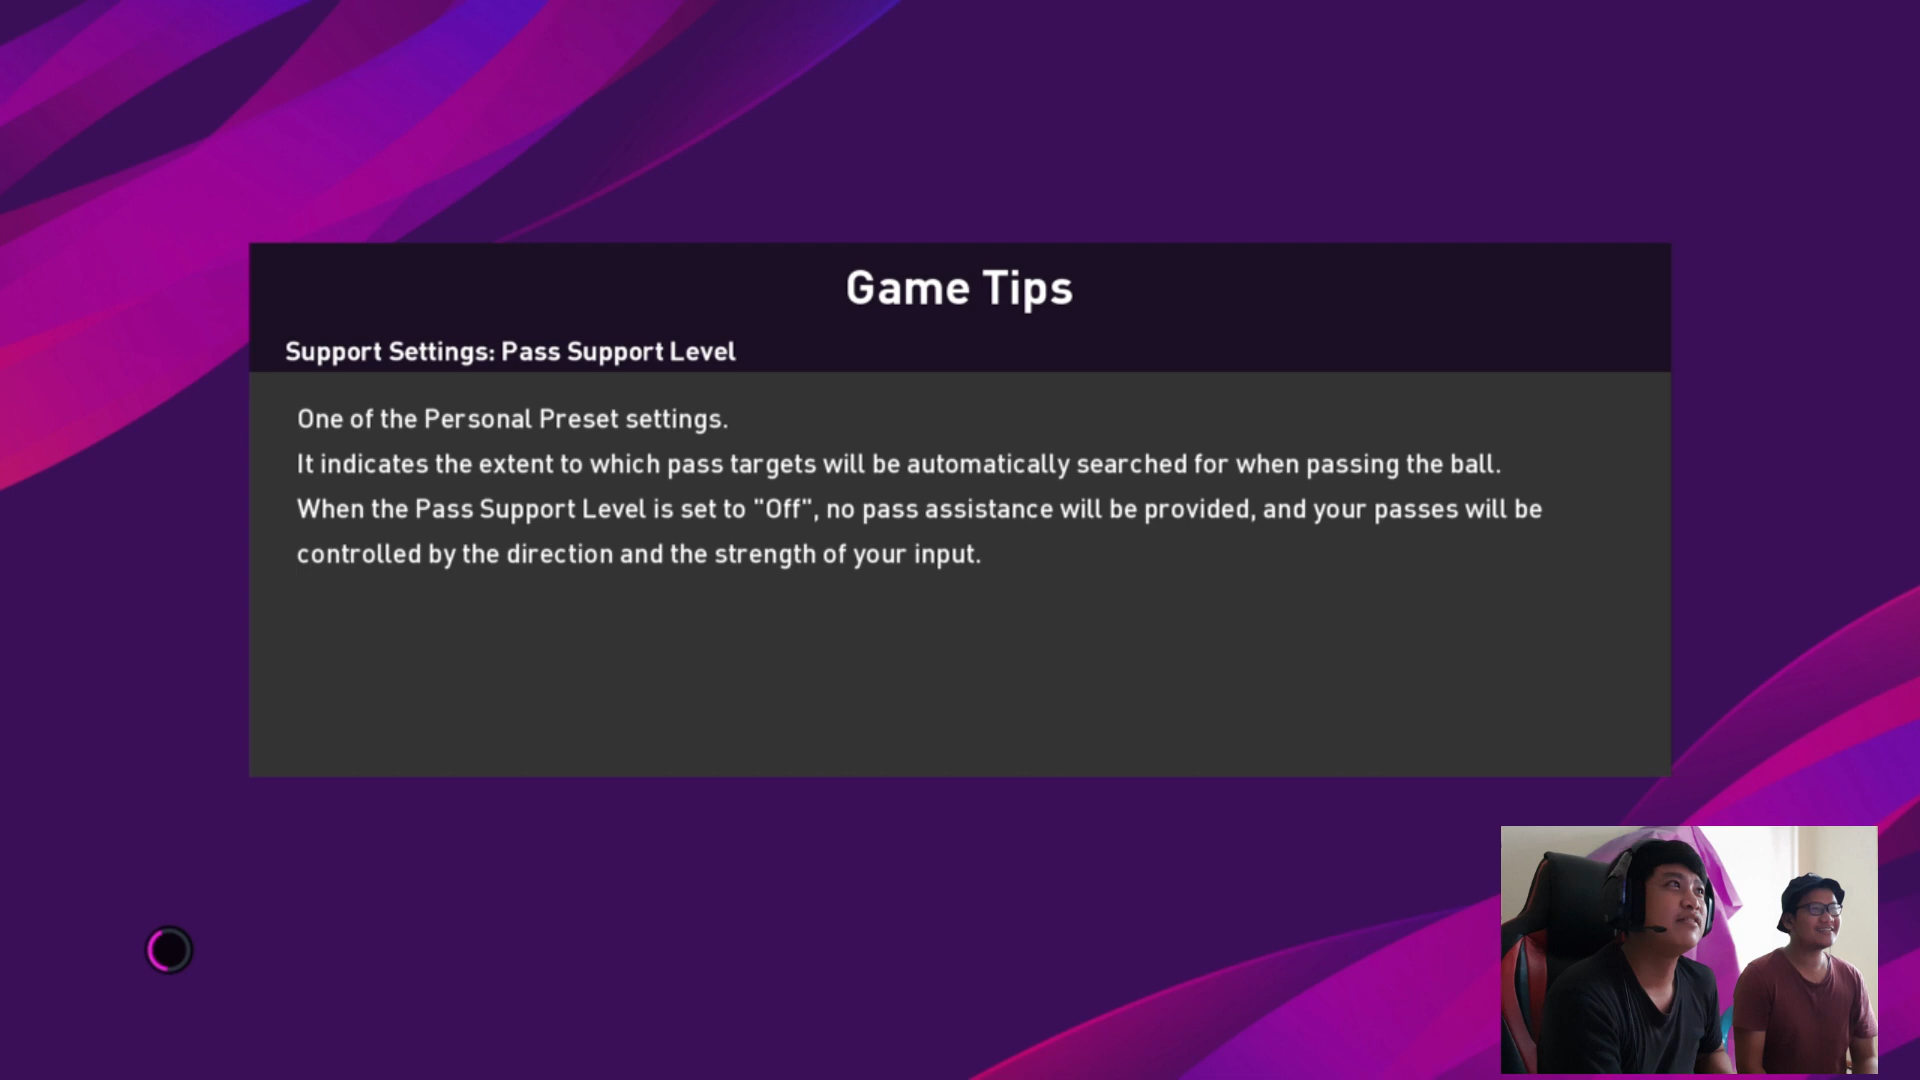 Game Tips
Support Settings: Pass Support Level
One of the Personal Preset settings.
It indicates the extent to which pass targets will be automatically searched for when passing the ball.
When the Pass Support Level is set to "Off", no pass assistance will be provided, and your passes will be
controlled by the direction and the strength of your input.